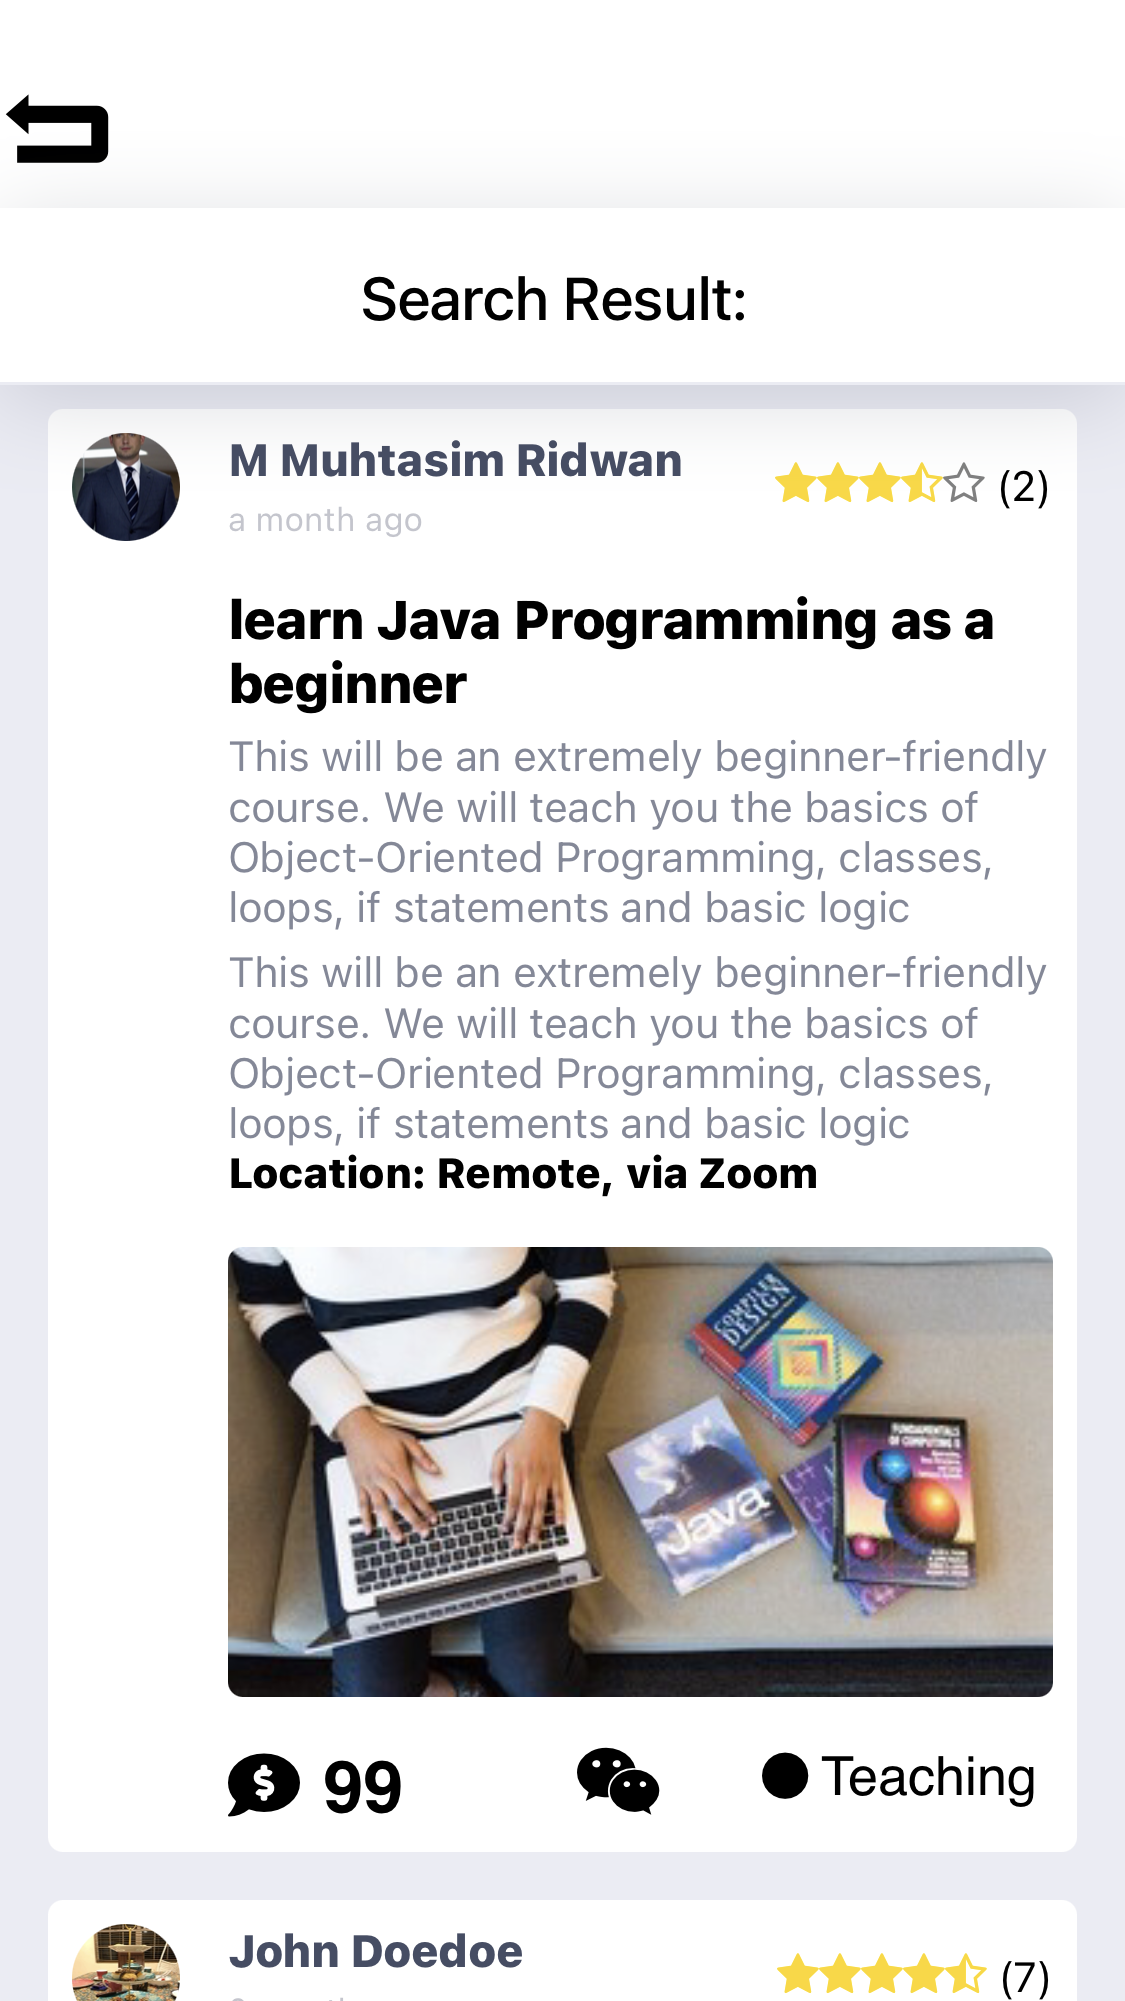 Search Result:
M Muhtasim Ridwan
(2)
a month ago
learn Java Programming as a
beginner
This will be an extremely beginner-friendly
course. We will teach you the basics of
Object-Oriented Programming, classes,
loops, if statements and basic logic
This will be an extremely beginner-friendly
course. We will teach you the basics of
Object-Oriented Programming, classes,
loops, if statements and basic logic
Location: Remote, via Zoom
COMPILER
DESIGN
FUNDAMENTALS
OF COMPUTING II
Java
$ 99
Teaching
John Doedoe
(7)